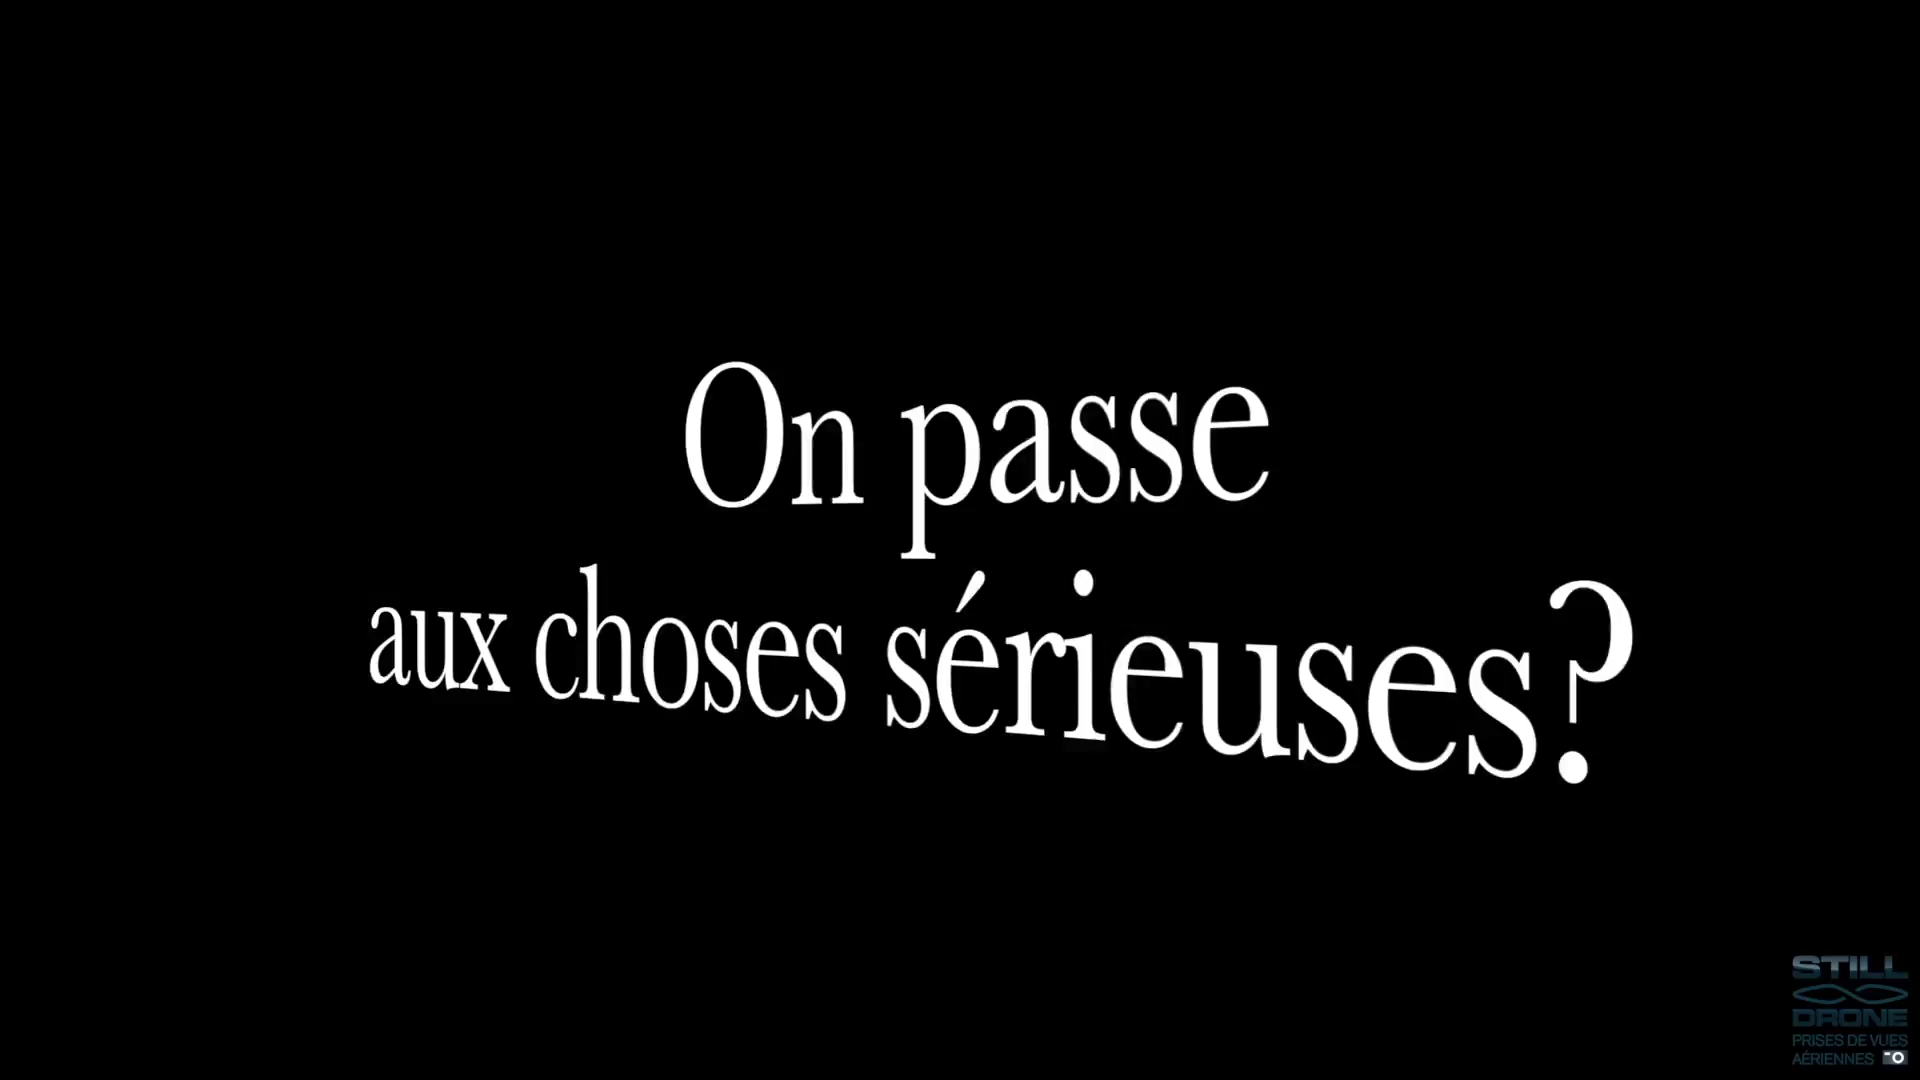 On passe
aux choses sérieuses?
STILL
DRONE
PRISES DE VUES
AÉRIENNES